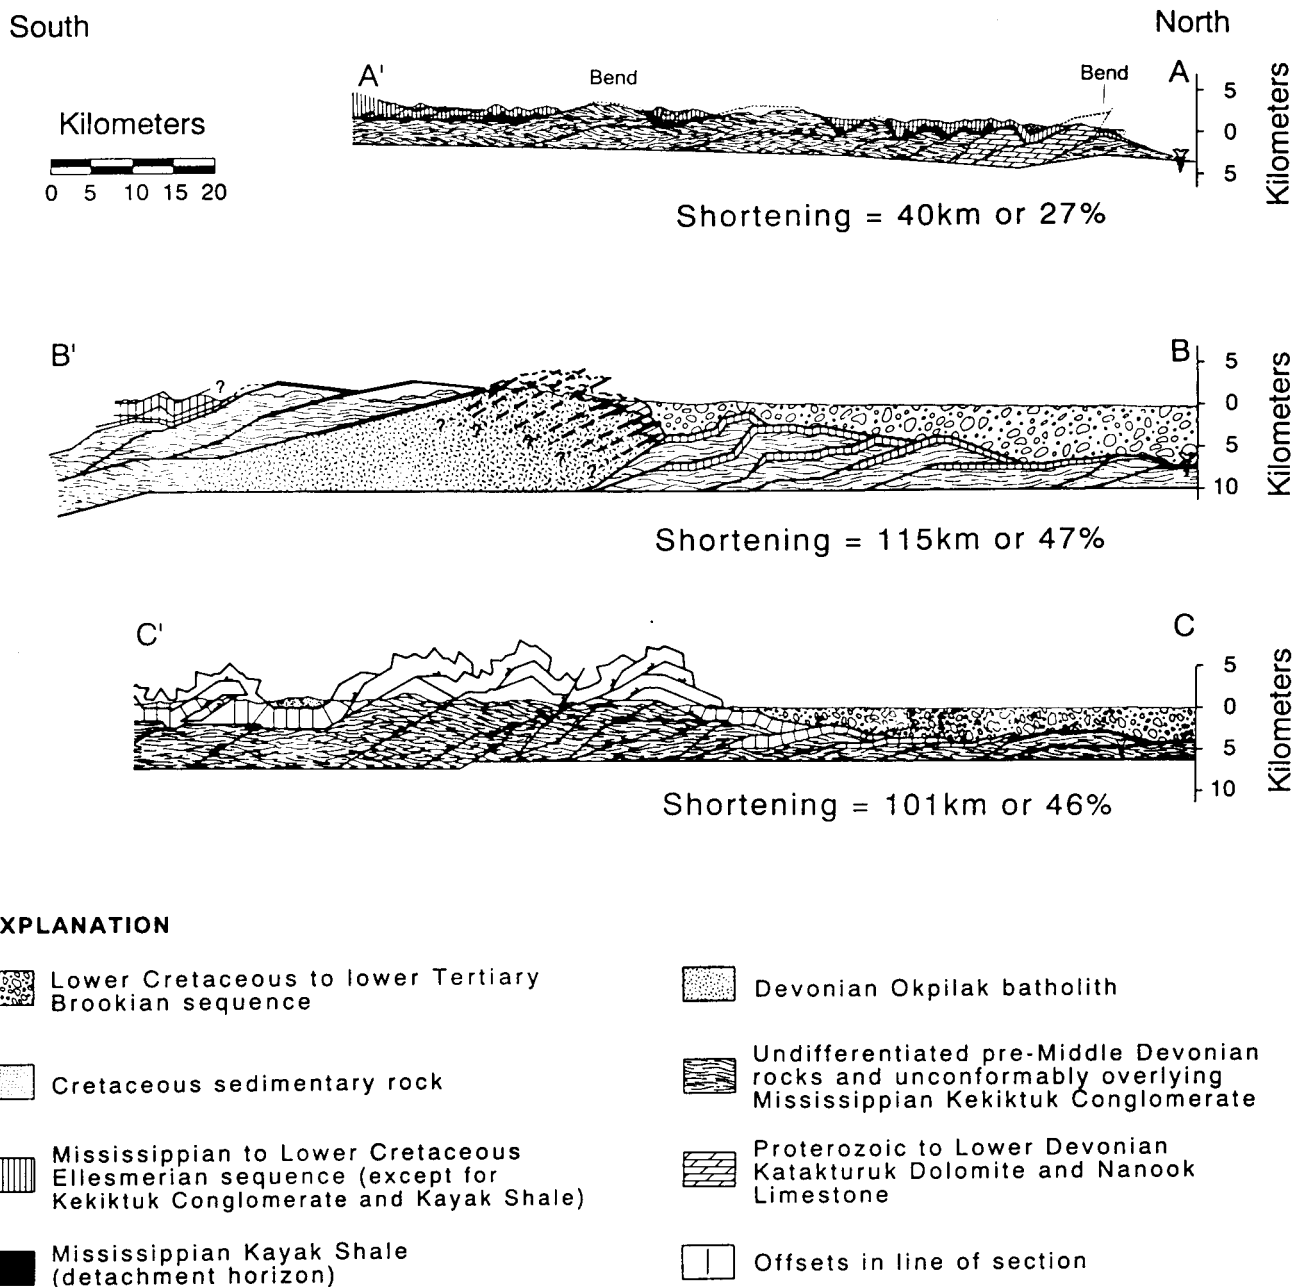 South
North
A'
Bend
Bend
A
5
0
5
Kilometers
Kilometers
0 5 10 15 20
Shortening = 40km or 27%
B'
?
?
?
?
?
?
B
5
0
5
10
Kilometers
Shortening = 115km or 47%
C'
C
5
0
5
10
Kilometers
Shortening = 101km or 46%
XPLANATION
Lower Cretaceous to lower Tertiary
Brookian sequence
Cretaceous sedimentary rock
Mississippian to Lower Cretaceous
Ellesmerian sequence (except for
Kekiktuk Conglomerate and Kayak Shale)
Mississippian Kayak Shale
(detachment horizon)
Devonian Okpilak batholith
Undifferentiated pre-Middle Devonian
rocks and unconformably overlying
Mississippian Kekiktuk Conglomerate
Proterozoic to Lower Devonian
Katakturuk Dolomite and Nanook
Limestone
Offsets in line of section